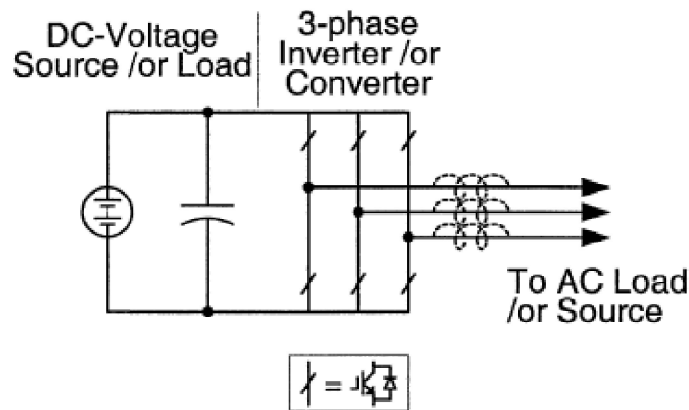 DC-Voltage
Source /or Load
3-phase
Inverter /or
Converter
To AC Load
/or Source
=